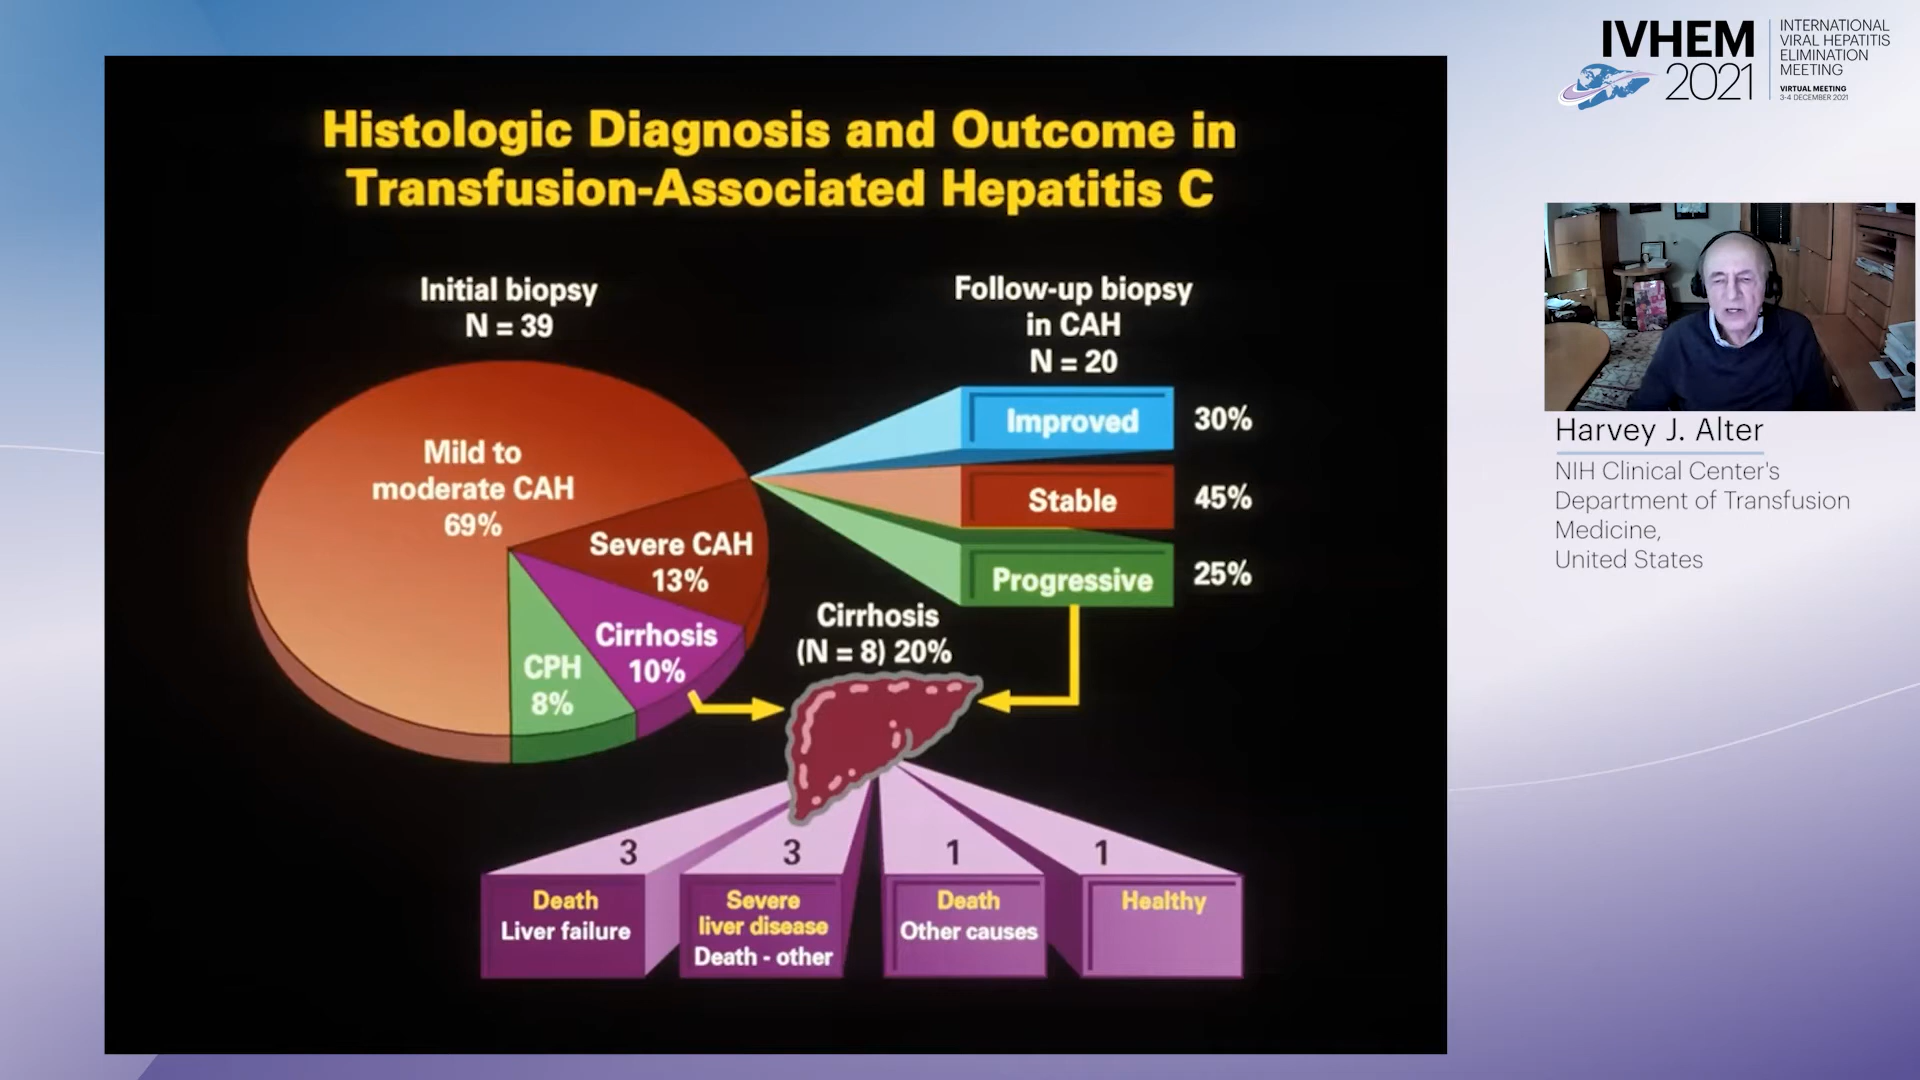 Histologic Diagnosis and Outcome in
Transfusion-Associated Hepatitis C
Initial biopsy
N = 39
Mild to
moderate CAH
69%
Severe CAH
13%
Cirrhosis
10%
CPH
8%
Follow-up biopsy
in CAH
N = 20
Improved 30%
Stable 45%
Progressive 25%
Cirrhosis
(N = 8) 20%
3
Death
Liver failure
3
Severe
liver disease
Death - other
1
Death
Other causes
1
Healthy
IVHEM
2021
INTERNATIONAL
VIRAL HEPATITIS
ELIMINATION
MEETING
VIRTUAL MEETING
3-4 DECEMBER 2021
Harvey J. Alter
NIH Clinical Center's
Department of Transfusion
Medicine,
United States